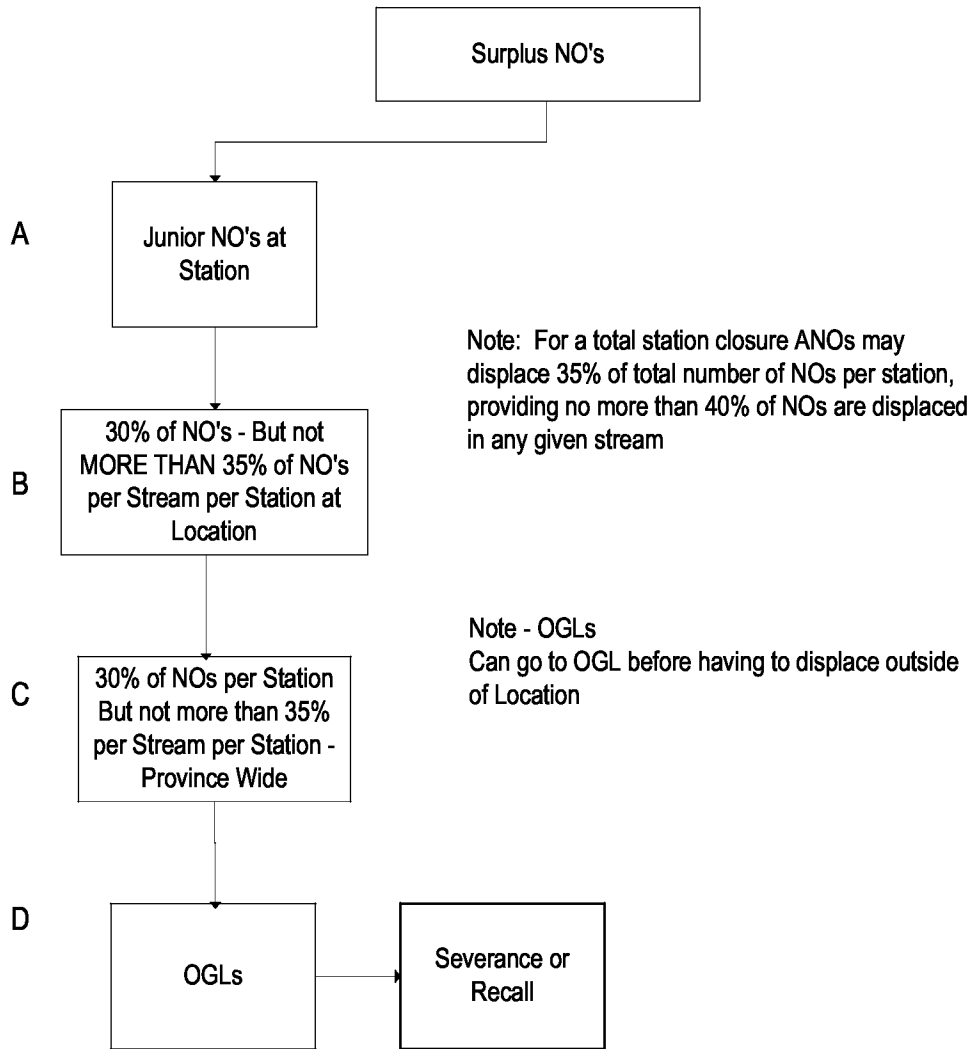 Surplus NO's
A
Junior NO's at
Station
Note: For a total station closure ANOs may
displace 35% of total number of NOs per station,
providing no more than 40% of NOs are displaced
in any given stream
B
30% of NO's - But not
MORE THAN 35% of NO's
per Stream per Station at
Location
Note - OGLs
Can go to OGL before having to displace outside
of Location
C
30% of NOs per Station
But not more than 35%
per Stream per Station -
Province Wide
D
OGLs
Severance or
Recall